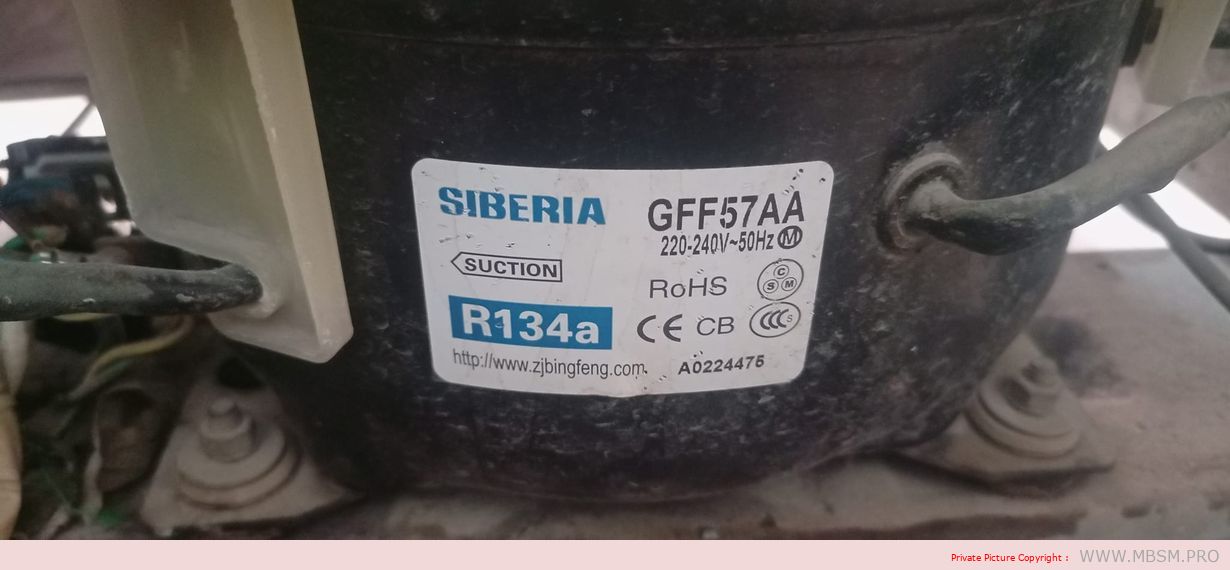 SIBERIA
GFF57AA
220-240V~50Hz M
SUCTION
RoHS
C
S M
R134a
CE CB CCC S
http://www.zjbingfeng.com
A0224475
Private Picture Copyright : WWW.MBSM.PRO